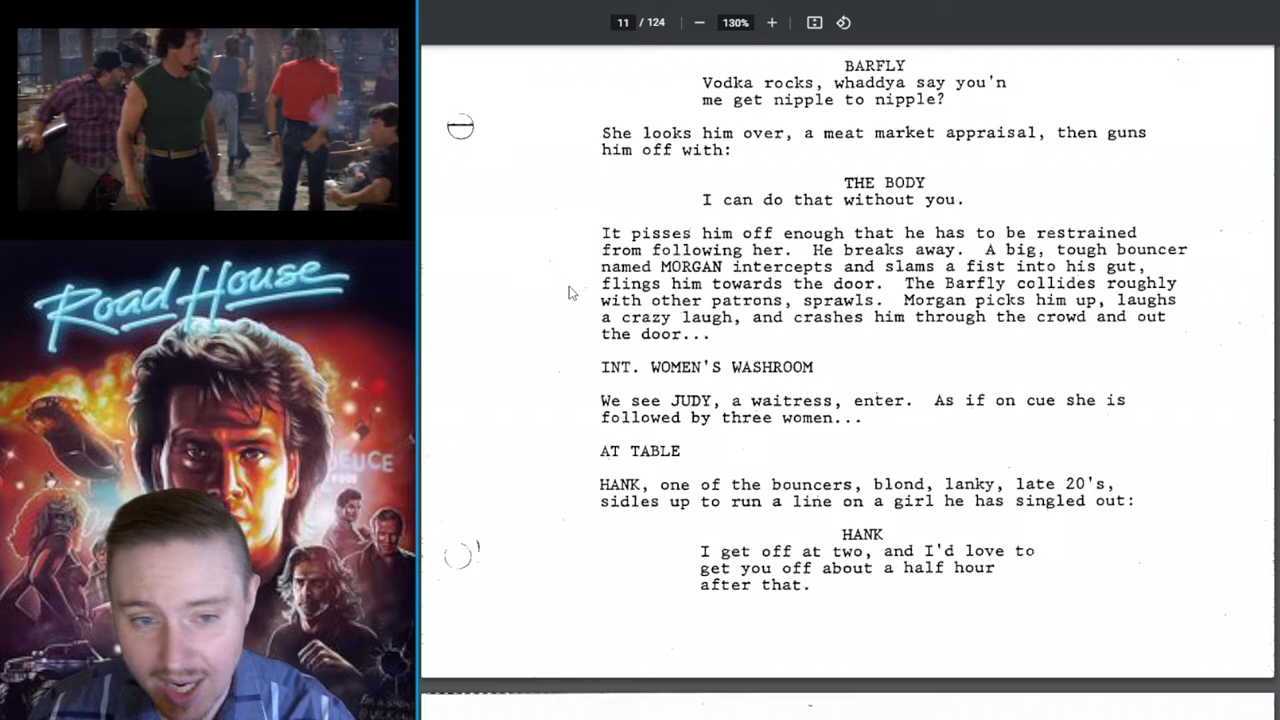 11 / 124
130%
BARFLY
Vodka rocks, whaddya say you'n
me get nipple to nipple?
She looks him over, a meat market appraisal, then guns
him off with:
THE BODY
I can do that without you.
It pisses him off enough that he has to be restrained
from following her. He breaks away. A big, tough bouncer
named MORGAN intercepts and slams a fist into his gut,
flings him towards the door. The Barfly collides roughly
with other patrons, sprawls. Morgan picks him up, laughs
a crazy laugh, and crashes him through the crowd and out
the door...
INT. WOMEN'S WASHROOM
We see JUDY, a waitress, enter. As if on cue she is
followed by three women...
AT TABLE
HANK, one of the bouncers, blond, lanky, late 20's,
sidles up to run a line on a girl he has singled out:
HANK
I get off at two, and I'd love to
get you off about a half hour
after that.
Road House
DEUCE